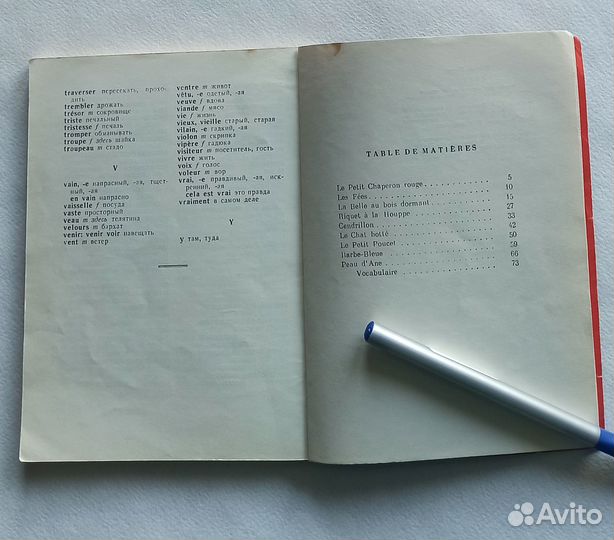 traverser пересекать, прохо-
дить
trembler дрожать
trésor m сокровище
triste печальный
tristesse f печаль
tromper обманывать
troupe f здесь шайка
troupeau m стадо
V
vain, -e напрасный, -ая, тщет-
ный, -ая
en vain напрасно
vaisselle f посуда
vaste просторный
veau m здесь телятина
velours m бархат
venir: venir voir навещать
vent m ветер
ventre m живот
vêtu, -e одетый, -ая
veuve f вдова
viande f мясо
vie f жизнь
vieux, vieille старый, старая
vilain, -e гадкий, -ая
violon m скрипка
vipère f гадюка
visiteur m посетитель, гость
vivre жить
voix f голос
voleur m вор
vrai, -e правдивый, -ая, иск-
ренний, -ая
cela est vrai это правда
vraiment в самом деле
Y
y там, туда
TABLE DE MATIÈRES
Le Petit Chaperon rouge 5
Les Fées 10
La Belle au bois dormant 15
Riquet à la Houppe 27
Cendrillon 33
Le Chat botté 42
Le Petit Poucet 50
Barbe-Bleue 59
Peau d'Ane 66
Vocabulaire 73
Avito